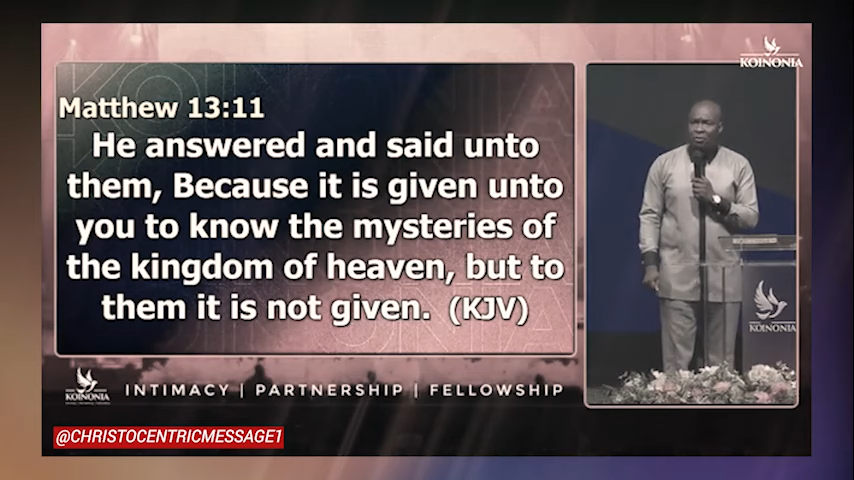 KOINONIA
Matthew 13:11
He answered and said unto
them, Because it is given unto
you to know the mysteries of
the kingdom of heaven, but to
them it is not given. (KJV)
KOINONIA
KOINONIA
INTIMACY | PARTNERSHIP | FELLOWSHIP
@CHRISTOCENTRICMESSAGE1